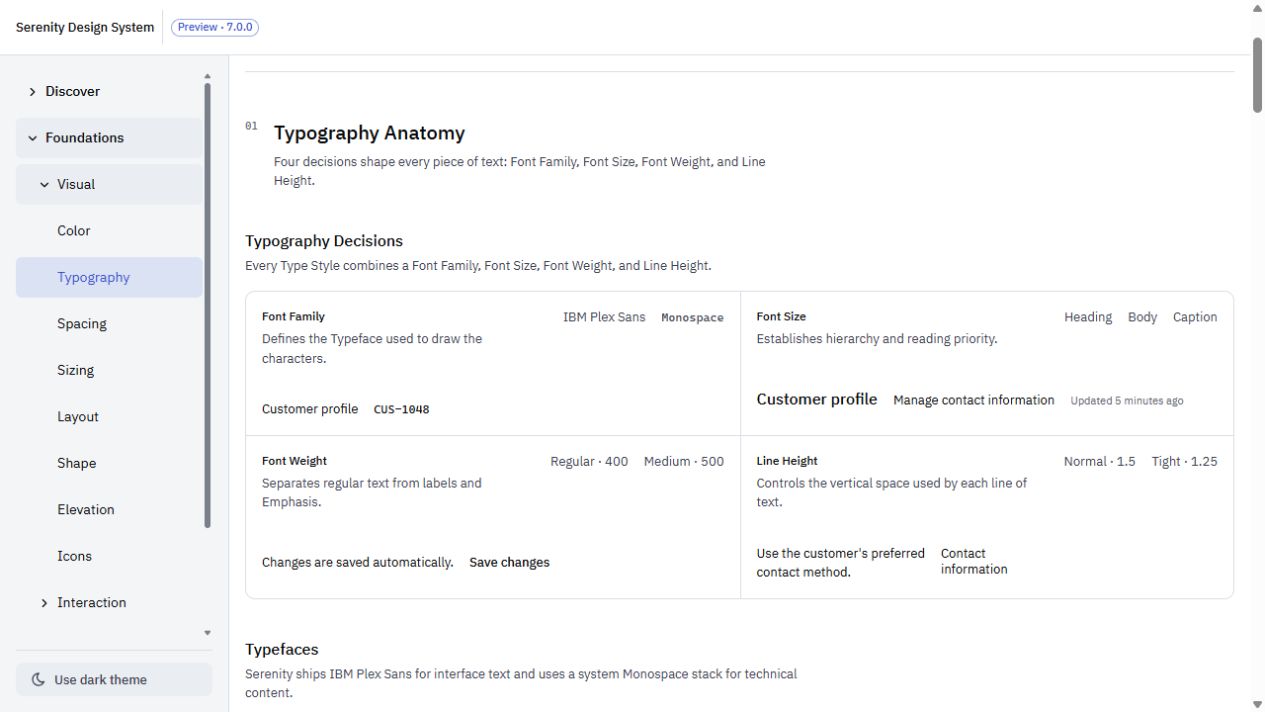 Serenity Design System
Preview · 7.0.0
Discover
Foundations
Visual
Color
Typography
Spacing
Sizing
Layout
Shape
Elevation
Icons
Interaction
Use dark theme
01
Typography Anatomy
Four decisions shape every piece of text: Font Family, Font Size, Font Weight, and Line
Height.
Typography Decisions
Every Type Style combines a Font Family, Font Size, Font Weight, and Line Height.
Font Family
IBM Plex Sans Monospace
Defines the Typeface used to draw the
characters.
Customer profile CUS-1048
Font Size
Heading Body Caption
Establishes hierarchy and reading priority.
Customer profile Manage contact information Updated 5 minutes ago
Font Weight
Regular · 400 Medium · 500
Separates regular text from labels and
Emphasis.
Changes are saved automatically. Save changes
Line Height
Normal · 1.5 Tight · 1.25
Controls the vertical space used by each line of
text.
Use the customer's preferred
contact method.
Contact
information
Typefaces
Serenity ships IBM Plex Sans for interface text and uses a system Monospace stack for technical
content.